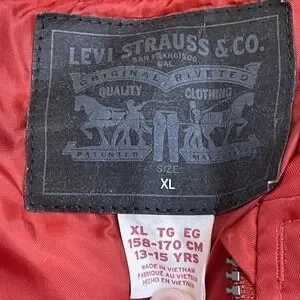 LEVI STRAUSS & CO.
SAN FRANCISCO
CAL
ORIGINAL RIVETED
QUALITY CLOTHING
PATENTED
SIZE
XL
XL TG EG
158-170 CM
13-15 YRS
MADE IN VIETNAM
FABRIQUÉ AU VIETNAM
HECHO EN VIETNAM